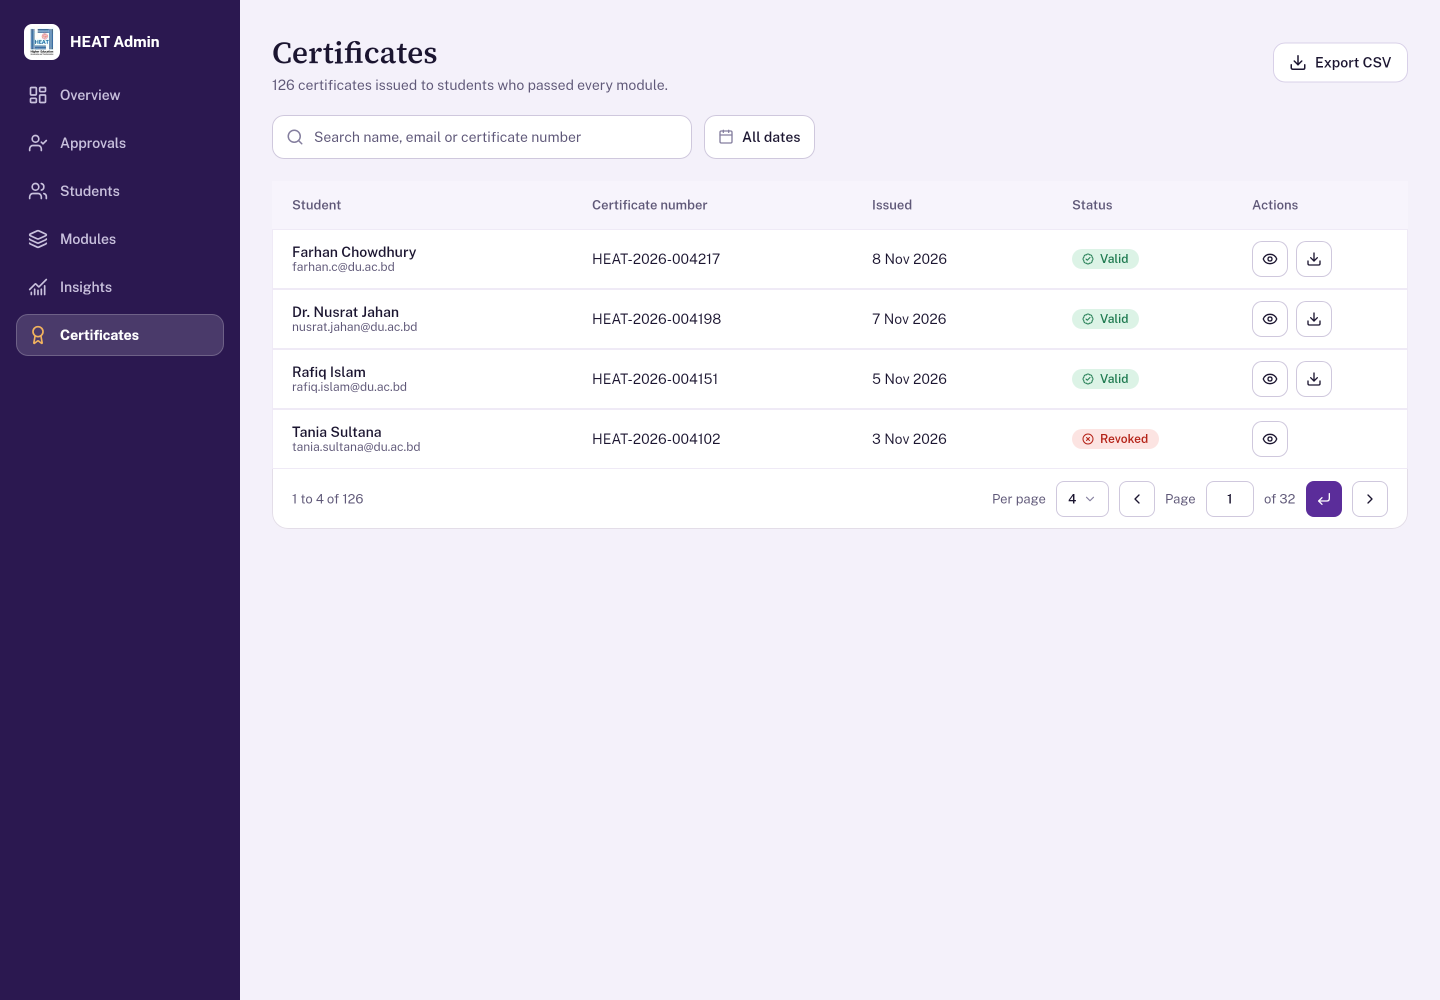 HEAT
HEAT Admin
Overview
Approvals
Students
Modules
Insights
Certificates
Certificates
126 certificates issued to students who passed every module.
Export CSV
Search name, email or certificate number
All dates
Student Certificate number Issued Status Actions
Farhan Chowdhury
farhan.c@du.ac.bd
HEAT-2026-004217 8 Nov 2026 Valid
Dr. Nusrat Jahan
nusrat.jahan@du.ac.bd
HEAT-2026-004198 7 Nov 2026 Valid
Rafiq Islam
rafiq.islam@du.ac.bd
HEAT-2026-004151 5 Nov 2026 Valid
Tania Sultana
tania.sultana@du.ac.bd
HEAT-2026-004102 3 Nov 2026 Revoked
1 to 4 of 126 Per page 4 Page 1 of 32